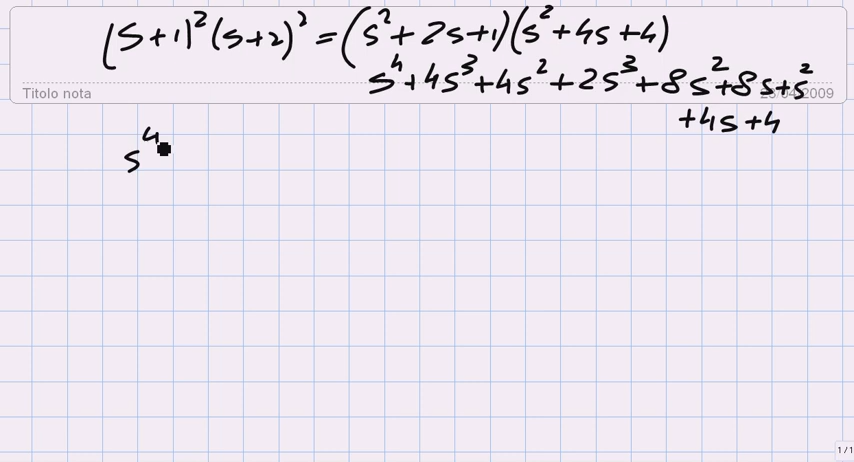 (s+1)²(s+2)² = (s²+2s+1)(s²+4s+4)
s⁴+4s³+4s²+2s³+8s²+8s+s²
Titolo nota
+4s+4
s⁴
1/1